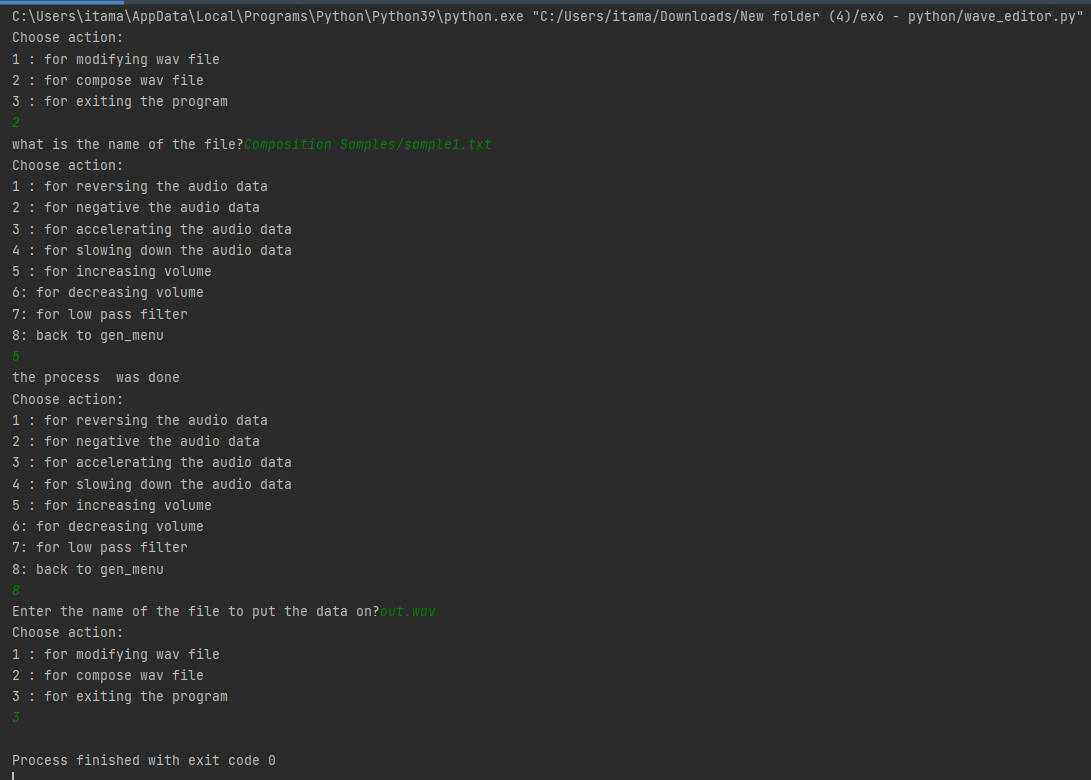 C:\Users\itama\AppData\Local\Programs\Python\Python39\python.exe "C:/Users/itama/Downloads/New folder (4)/ex6 - python/wave_editor.py"
Choose action:
1 : for modifying wav file
2 : for compose wav file
3 : for exiting the program
2
what is the name of the file?Composition Samples/sample1.txt
Choose action:
1 : for reversing the audio data
2 : for negative the audio data
3 : for accelerating the audio data
4 : for slowing down the audio data
5 : for increasing volume
6: for decreasing volume
7: for low pass filter
8: back to gen_menu
5
the process  was done
Choose action:
1 : for reversing the audio data
2 : for negative the audio data
3 : for accelerating the audio data
4 : for slowing down the audio data
5 : for increasing volume
6: for decreasing volume
7: for low pass filter
8: back to gen_menu
8
Enter the name of the file to put the data on?out.wav
Choose action:
1 : for modifying wav file
2 : for compose wav file
3 : for exiting the program
3
Process finished with exit code 0